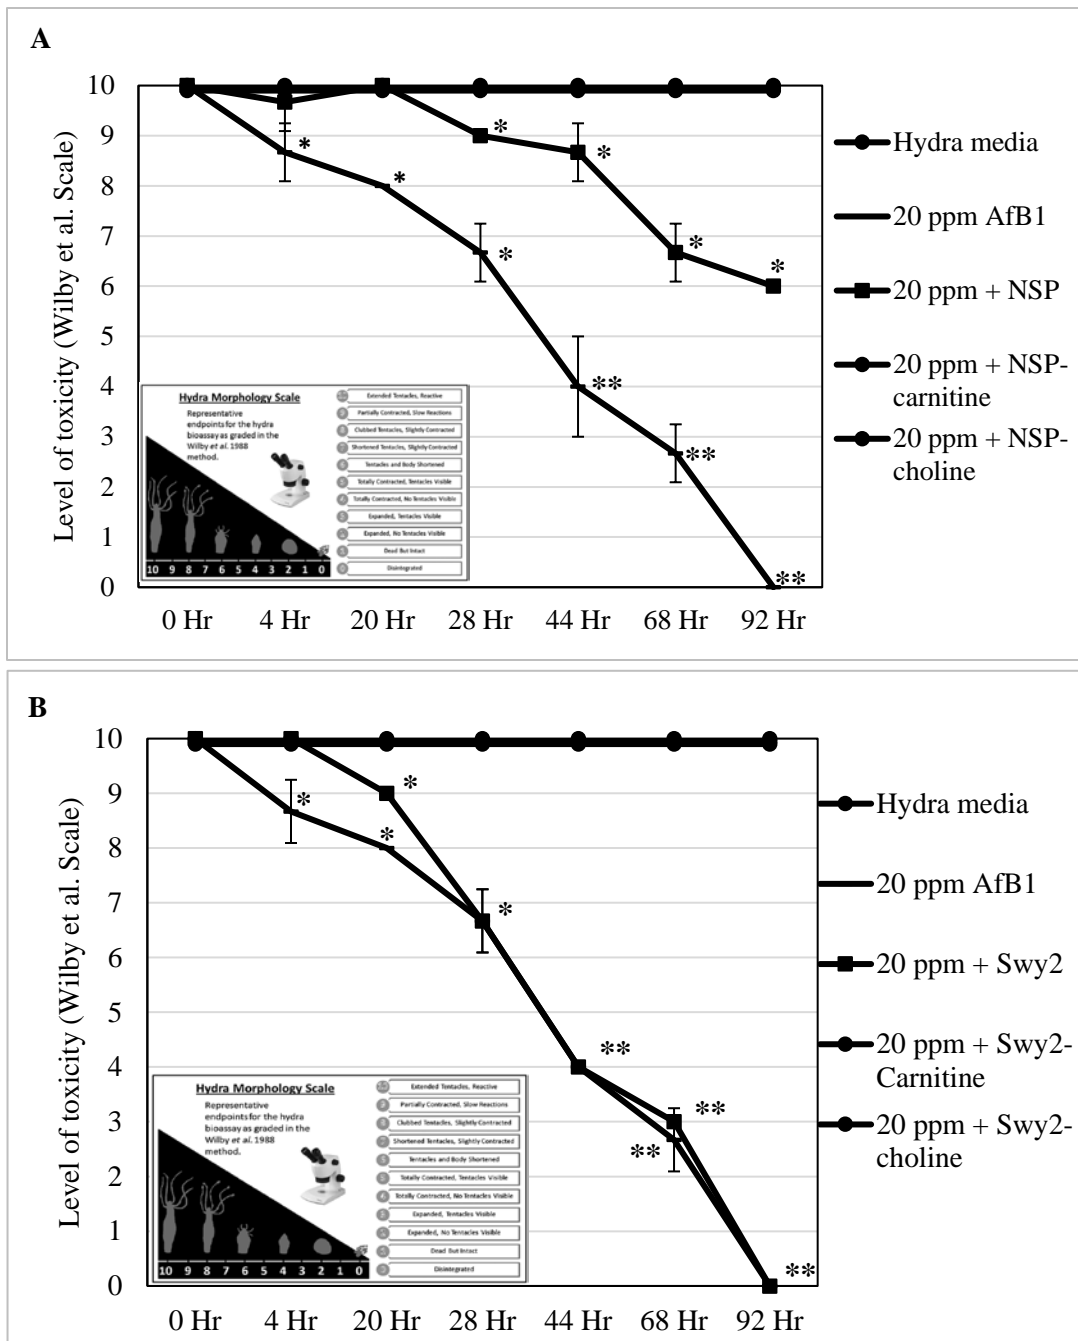 A
Level of toxicity (Wilby et al. Scale)
10
9
8
7
6
5
4
3
2
1
0
*
*
*
*
*
*
*
**
**
**
0 Hr 4 Hr 20 Hr 28 Hr 44 Hr 68 Hr 92 Hr
Hydra media
20 ppm AfB1
20 ppm + NSP
20 ppm + NSP-
carnitine
20 ppm + NSP-
choline
Hydra Morphology Scale
Representative
endpoints for the hydra
bioassay as graded in the
Wilby et al. 1988
method.
10 9 8 7 6 5 4 3 2 1 0
Extended Tentacles, Reactive
Partially Contracted, Slow Reactions
Clubbed Tentacles, Slightly Contracted
Shortened Tentacles, Slightly Contracted
Tentacles and Body Shortened
Totally Contracted, Tentacles Visible
Totally Contracted, No Tentacles Visible
Expanded, Tentacles Visible
Expanded, No Tentacles Visible
Dead But Intact
Disintegrated
B
Level of toxicity (Wilby et al. Scale)
10
9
8
7
6
5
4
3
2
1
0
*
*
*
*
**
**
**
**
0 Hr 4 Hr 20 Hr 28 Hr 44 Hr 68 Hr 92 Hr
Hydra media
20 ppm AfB1
20 ppm + Swy2
20 ppm + Swy2-
Carnitine
20 ppm + Swy2-
choline
Hydra Morphology Scale
Representative
endpoints for the hydra
bioassay as graded in the
Wilby et al. 1988
method.
10 9 8 7 6 5 4 3 2 1 0
Extended Tentacles, Reactive
Partially Contracted, Slow Reactions
Clubbed Tentacles, Slightly Contracted
Shortened Tentacles, Slightly Contracted
Tentacles and Body Shortened
Totally Contracted, Tentacles Visible
Totally Contracted, No Tentacles Visible
Expanded, Tentacles Visible
Expanded, No Tentacles Visible
Dead But Intact
Disintegrated